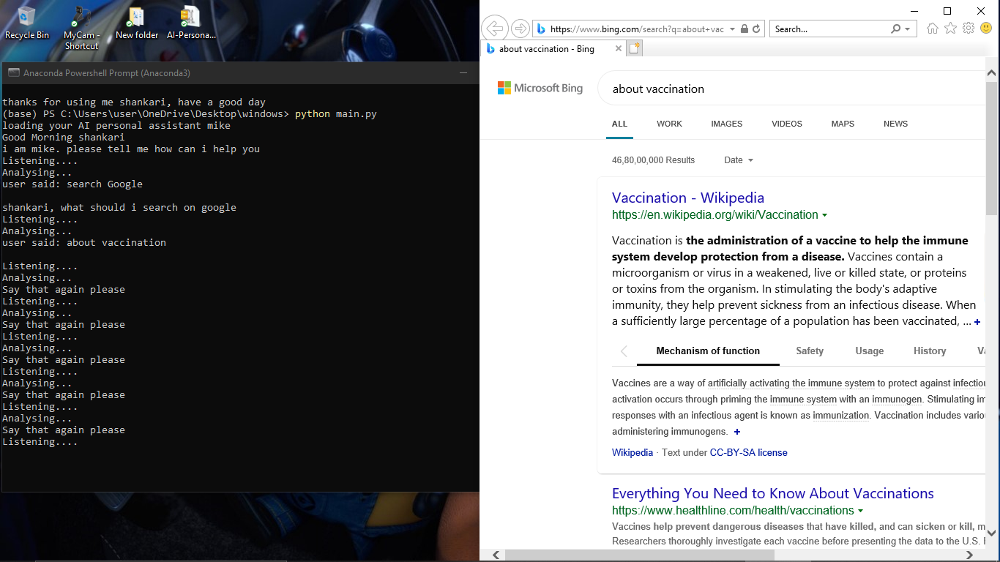 Recycle Bin
MyCam -
Shortcut
New folder
AI-Persona...
Anaconda Powershell Prompt (Anaconda3)
thanks for using me shankari, have a good day
(base) PS C:\Users\user\OneDrive\Desktop\windows> python main.py
loading your AI personal assistant mike
Good Morning shankari
i am mike. please tell me how can i help you
Listening....
Analysing...
user said: search Google
shankari, what should i search on google
Listening....
Analysing...
user said: about vaccination
Listening....
Analysing...
Say that again please
Listening....
Analysing...
Say that again please
Listening....
Analysing...
Say that again please
Listening....
Analysing...
Say that again please
Listening....
Analysing...
Say that again please
Listening....
https://www.bing.com/search?q=about+vac
Search...
about vaccination - Bing
Microsoft Bing
about vaccination
ALL WORK IMAGES VIDEOS MAPS NEWS
46,80,00,000 Results Date
Vaccination - Wikipedia
https://en.wikipedia.org/wiki/Vaccination
Vaccination is the administration of a vaccine to help the immune
system develop protection from a disease. Vaccines contain a
microorganism or virus in a weakened, live or killed state, or proteins
or toxins from the organism. In stimulating the body's adaptive
immunity, they help prevent sickness from an infectious disease. When
a sufficiently large percentage of a population has been vaccinated, ... +
Mechanism of function Safety Usage History
Vaccines are a way of artificially activating the immune system to protect against
activation occurs through priming the immune system with an immunogen. Stimulating
responses with an infectious agent is known as immunization. Vaccination includes
administering immunogens. +
Wikipedia · Text under CC-BY-SA license
Everything You Need to Know About Vaccinations
https://www.healthline.com/health/vaccinations
Vaccines help prevent dangerous diseases that have killed, and can sicken or kill,
Researchers thoroughly investigate each vaccine before presenting the data to the U.S.